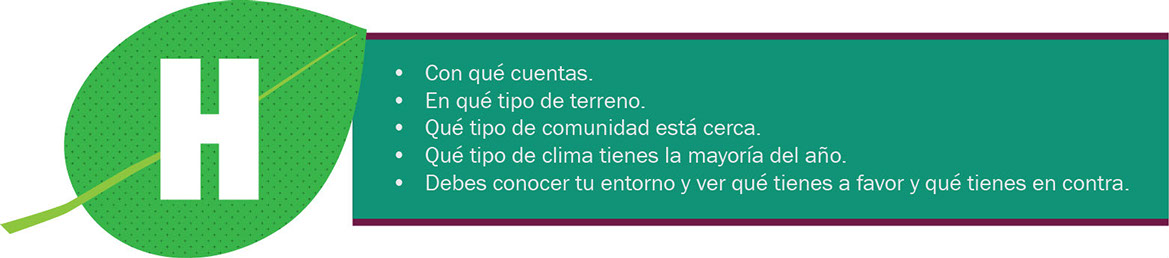 H
• Con qué cuentas.
• En qué tipo de terreno.
• Qué tipo de comunidad está cerca.
• Qué tipo de clima tienes la mayoría del año.
• Debes conocer tu entorno y ver qué tienes a favor y qué tienes en contra.